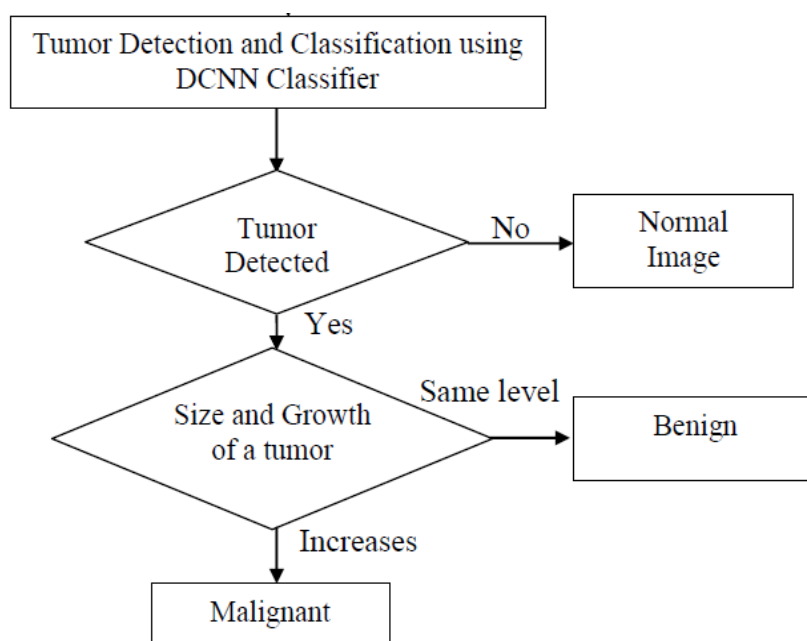 Tumor Detection and Classification using
DCNN Classifier
Tumor
Detected
No
Normal
Image
Yes
Size and Growth
of a tumor
Same level
Benign
Increases
Malignant